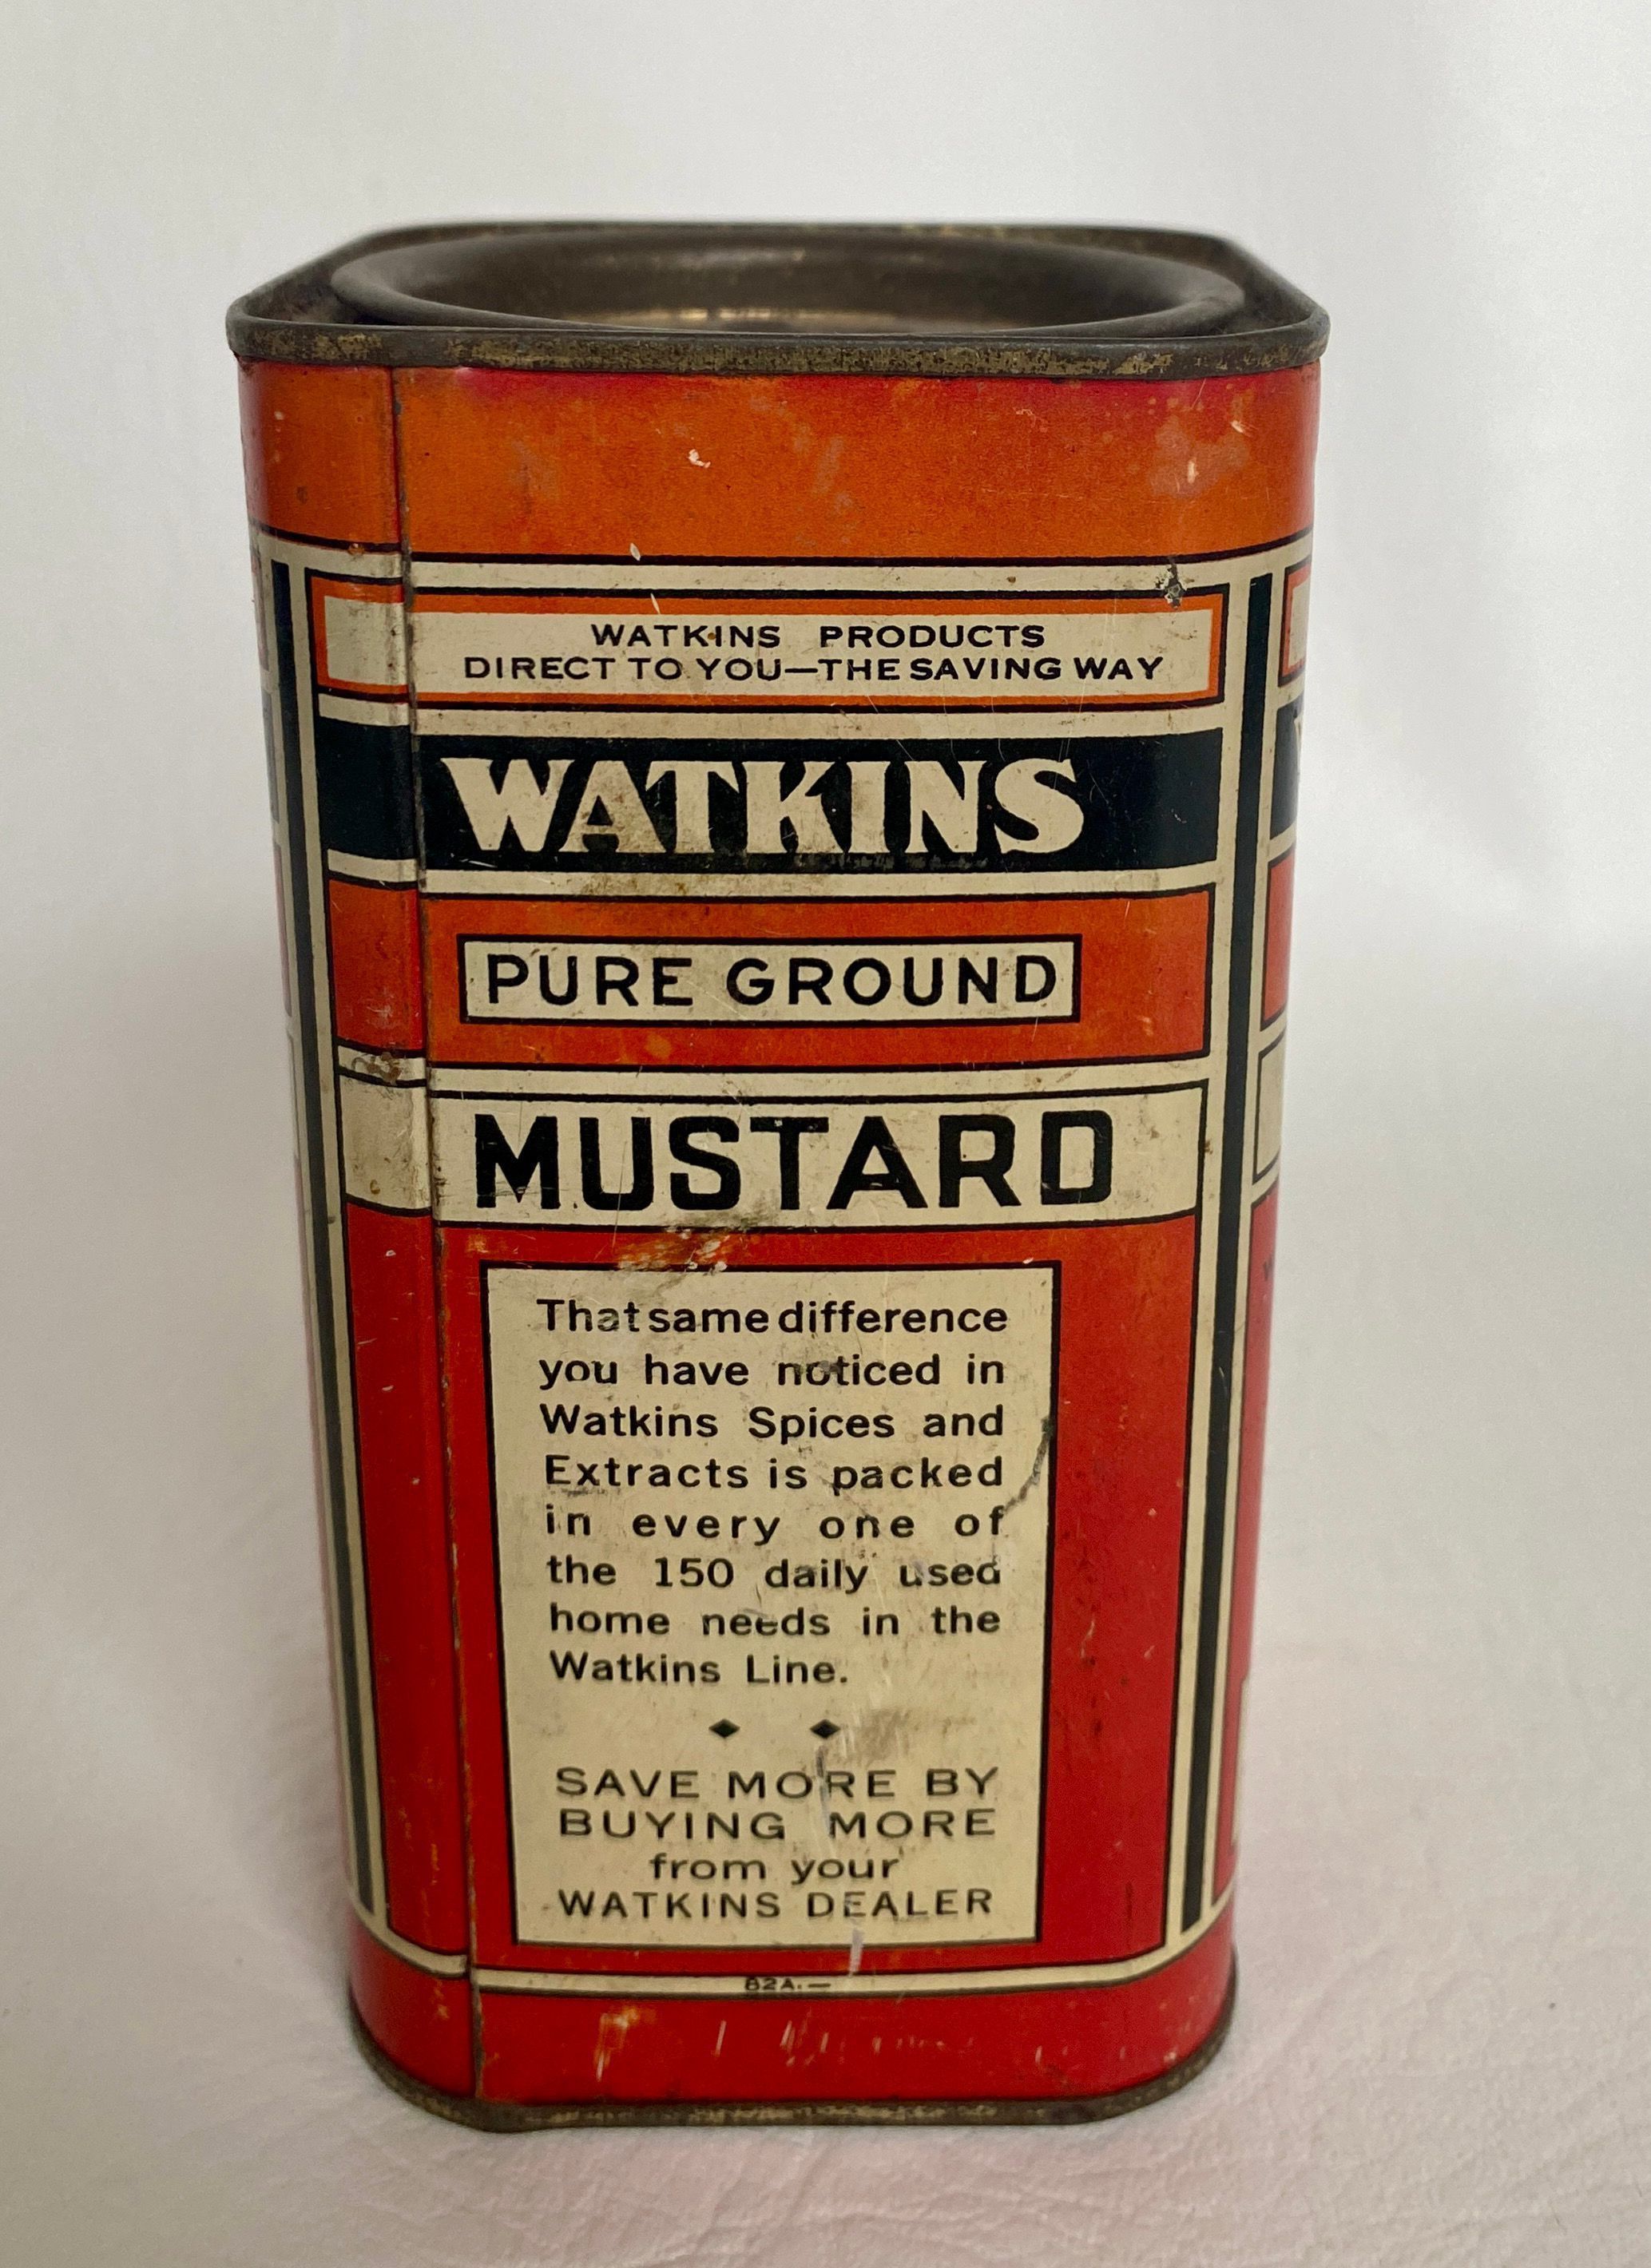 WATKINS PRODUCTS
DIRECT TO YOU—THE SAVING WAY
WATKINS
PURE GROUND
MUSTARD
That same difference
you have noticed in
Watkins Spices and
Extracts is packed
in every one of
the 150 daily used
home needs in the
Watkins Line.
SAVE MORE BY
BUYING MORE
from your
WATKINS DEALER
82A.—